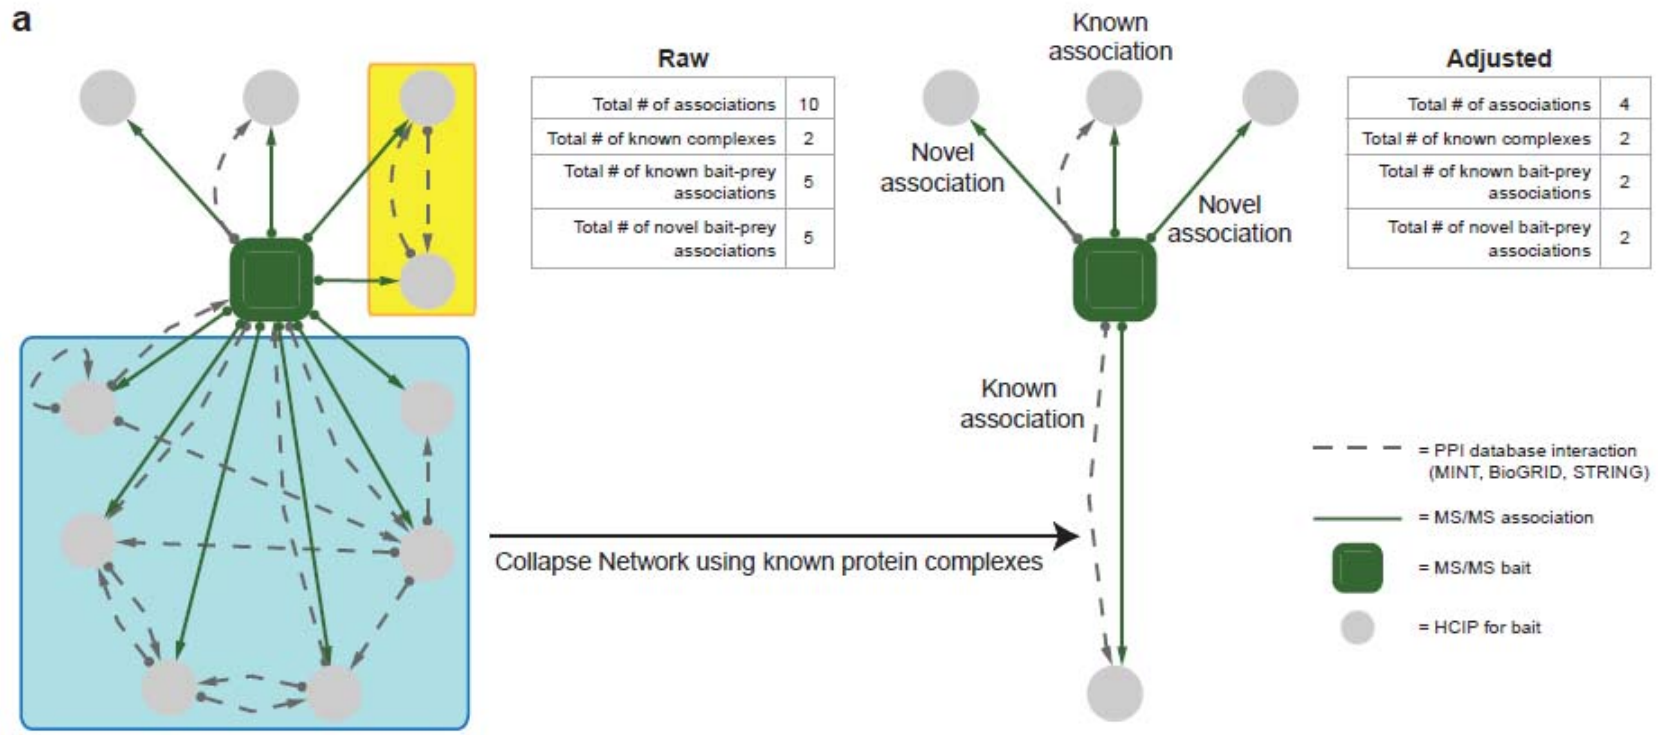 a
Raw
Total # of associations 10
Total # of known complexes 2
Total # of known bait-prey
associations 5
Total # of novel bait-prey
associations 5
Known
association
Novel
association
Novel
association
Known
association
Adjusted
Total # of associations 4
Total # of known complexes 2
Total # of known bait-prey
associations 2
Total # of novel bait-prey
associations 2
Collapse Network using known protein complexes
= PPI database interaction
(MINT, BioGRID, STRING)
= MS/MS association
= MS/MS bait
= HCIP for bait